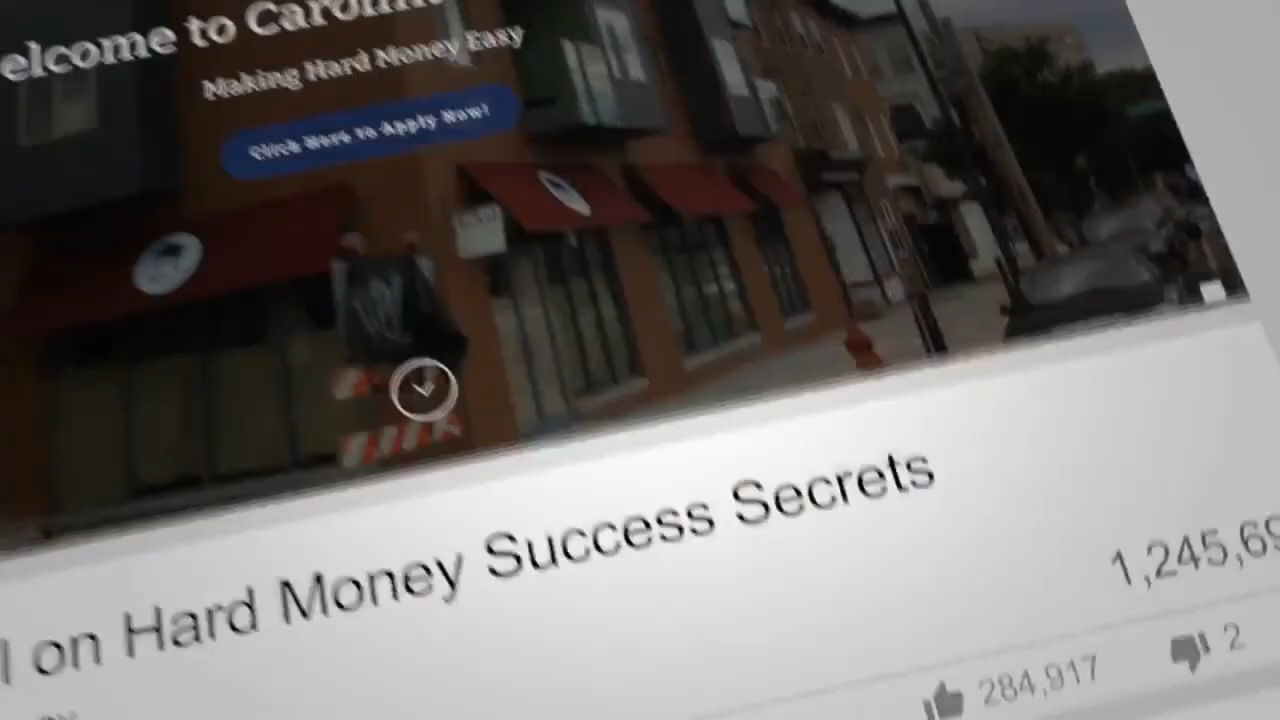 elcome to Carolin
Making Hard Money Easy
Click Here to Apply Now!
l on Hard Money Success Secrets
1,245,69
284,917
2